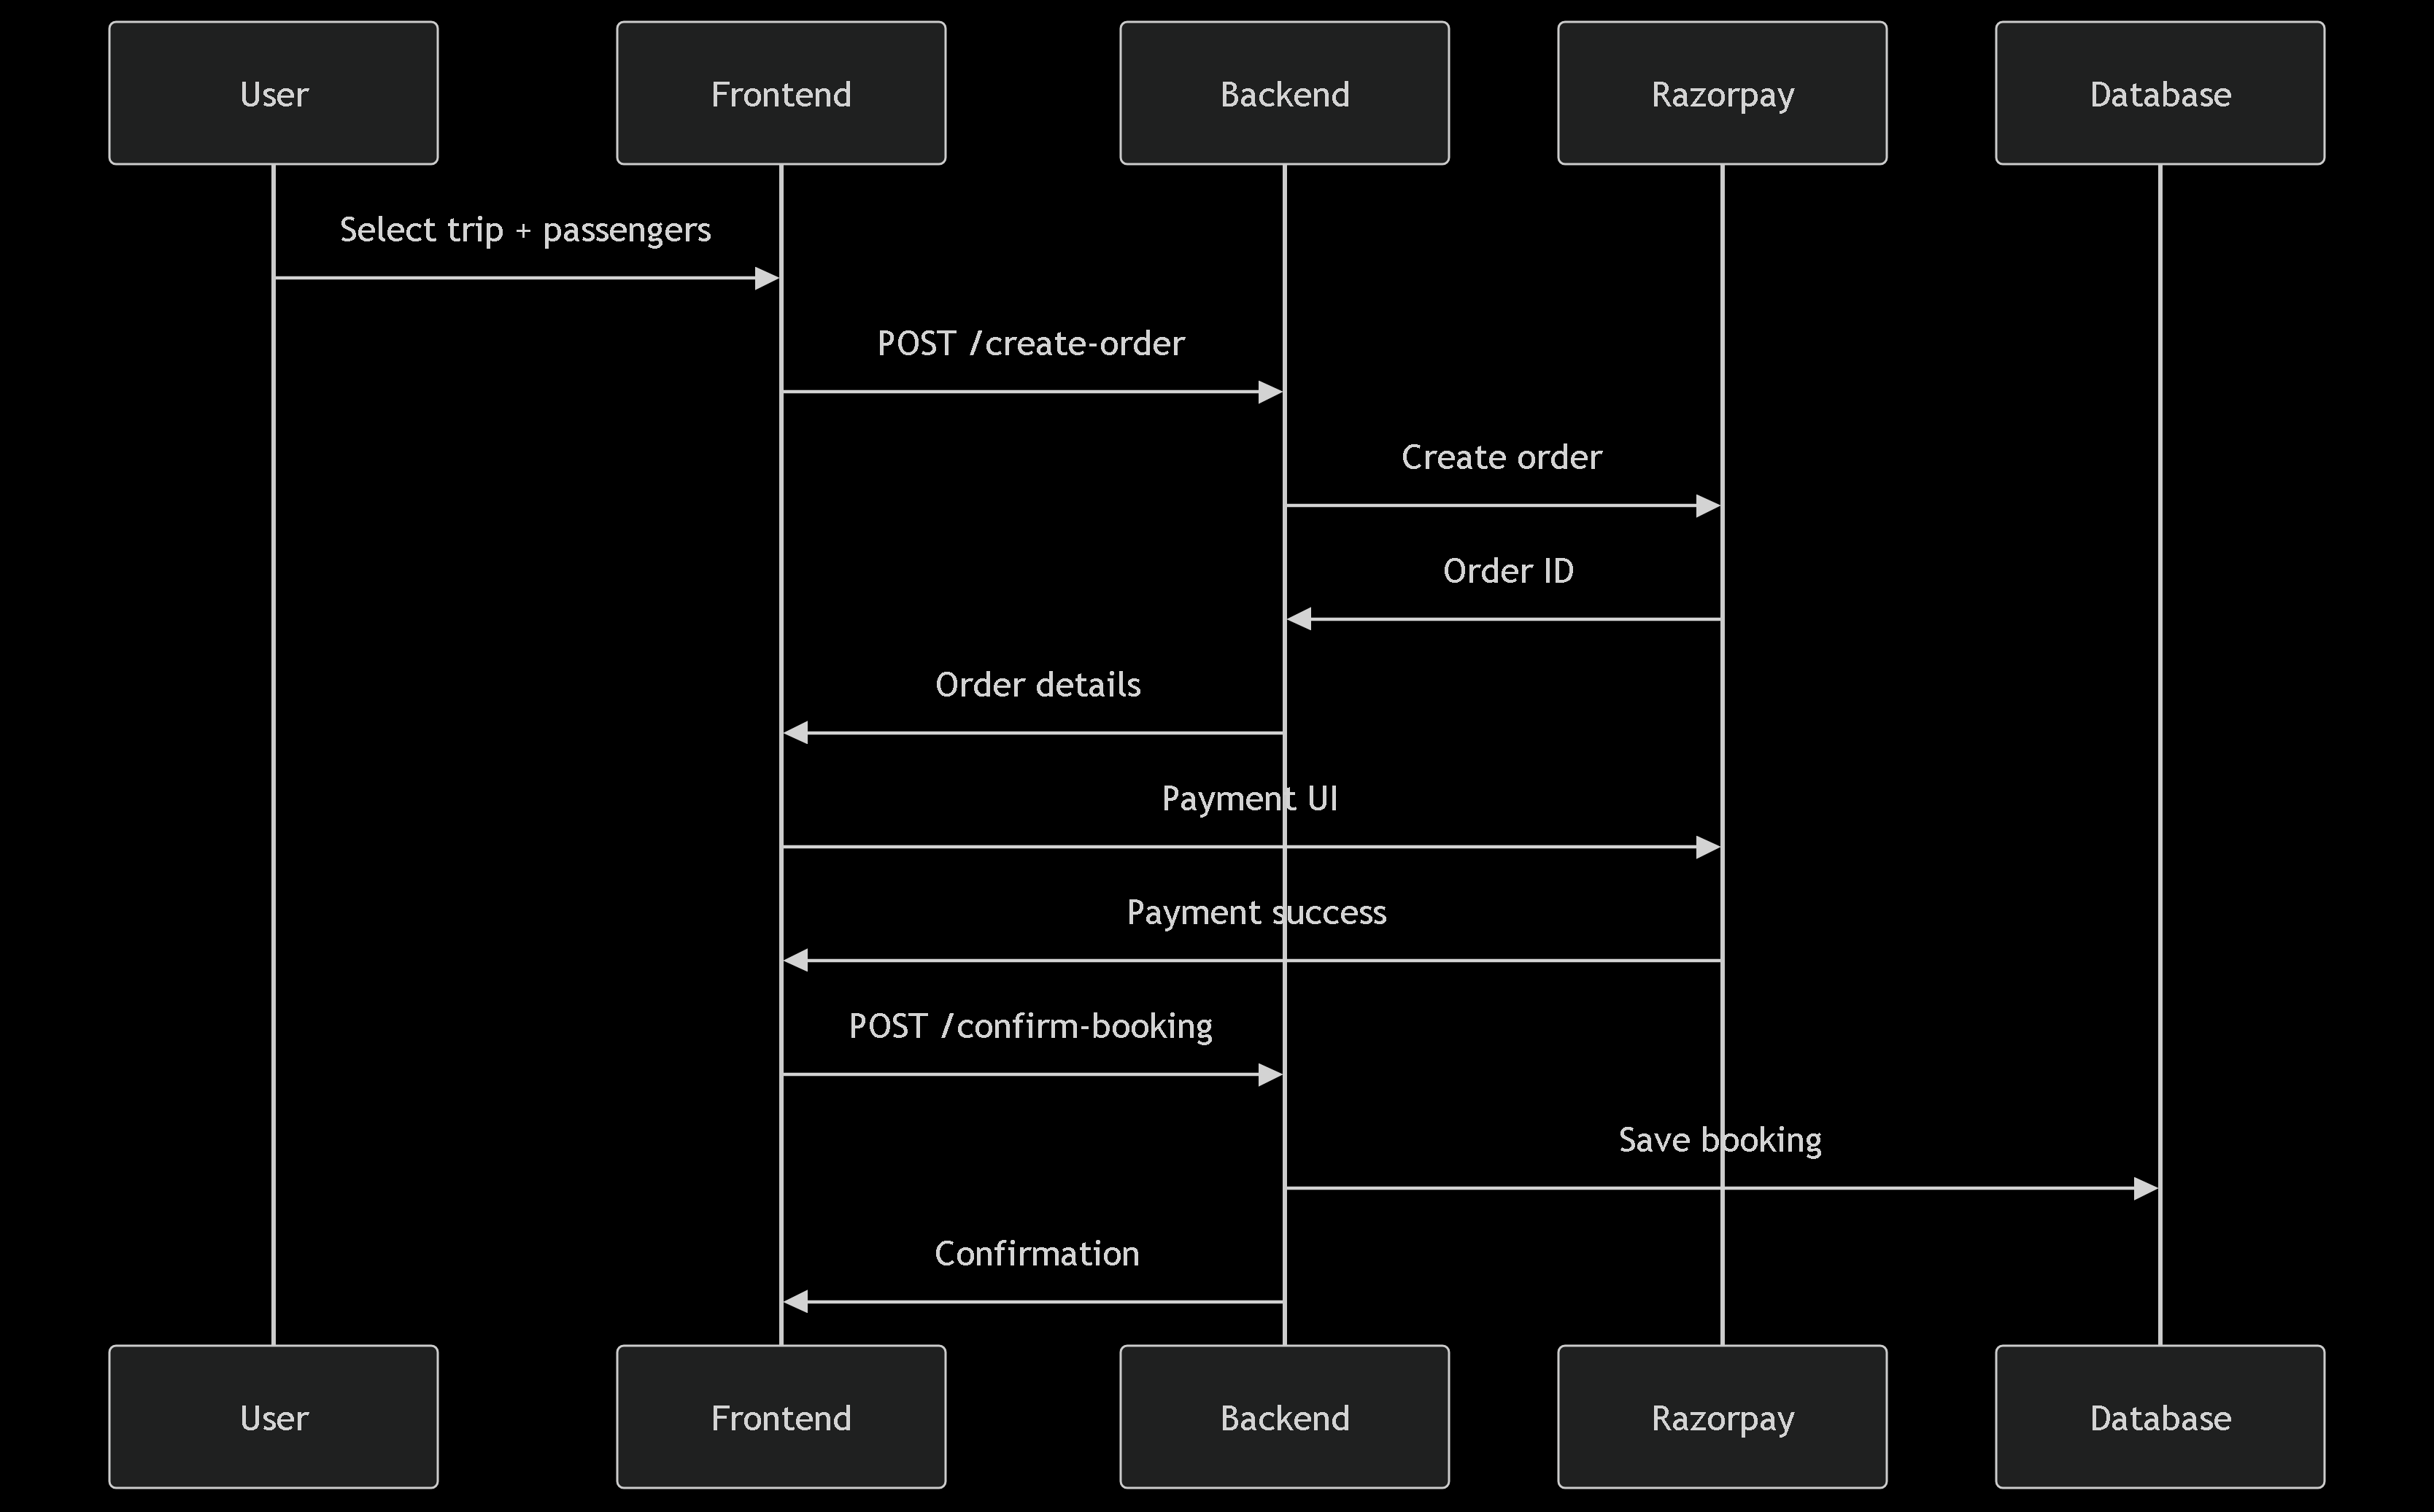 User
Frontend
Backend
Razorpay
Database
Select trip + passengers
POST /create-order
Create order
Order ID
Order details
Payment UI
Payment success
POST /confirm-booking
Save booking
Confirmation
User
Frontend
Backend
Razorpay
Database